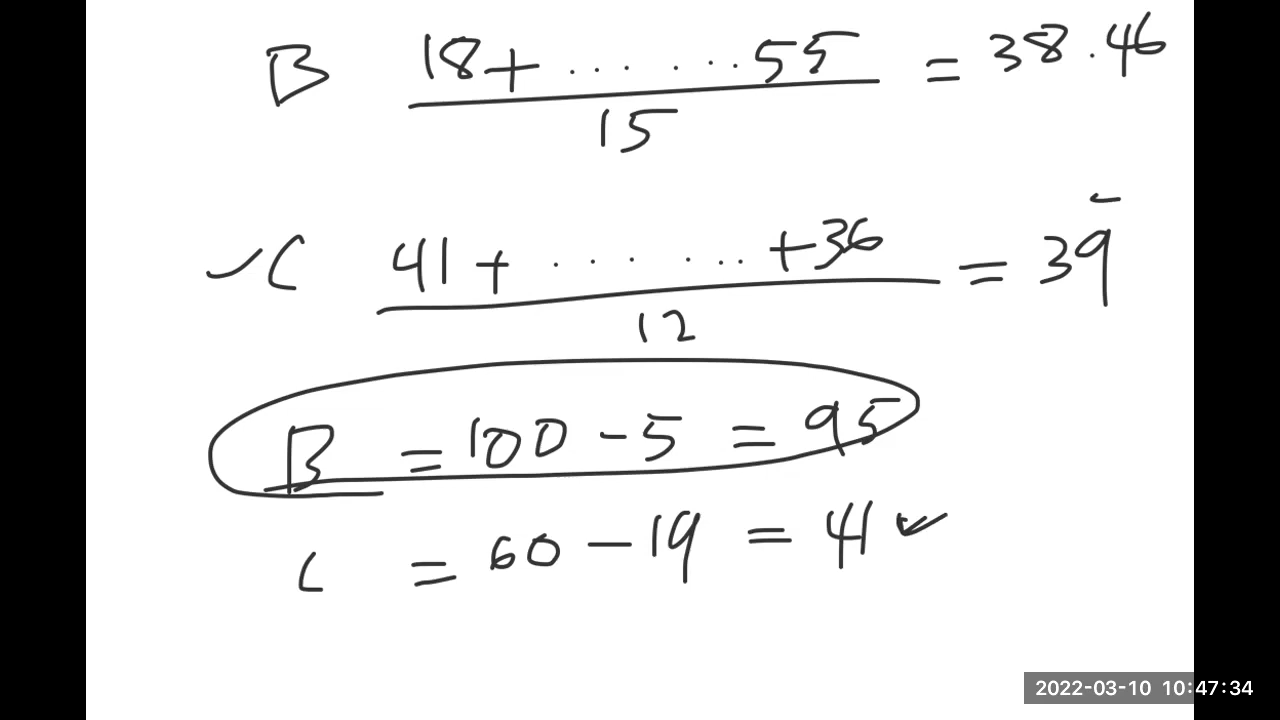 B 18+ ...... 55 = 38.46
15
C 41+ ...... +36 = 39
12
B = 100 - 5 = 95
C = 60 - 19 = 41
2022-03-10 10:47:34